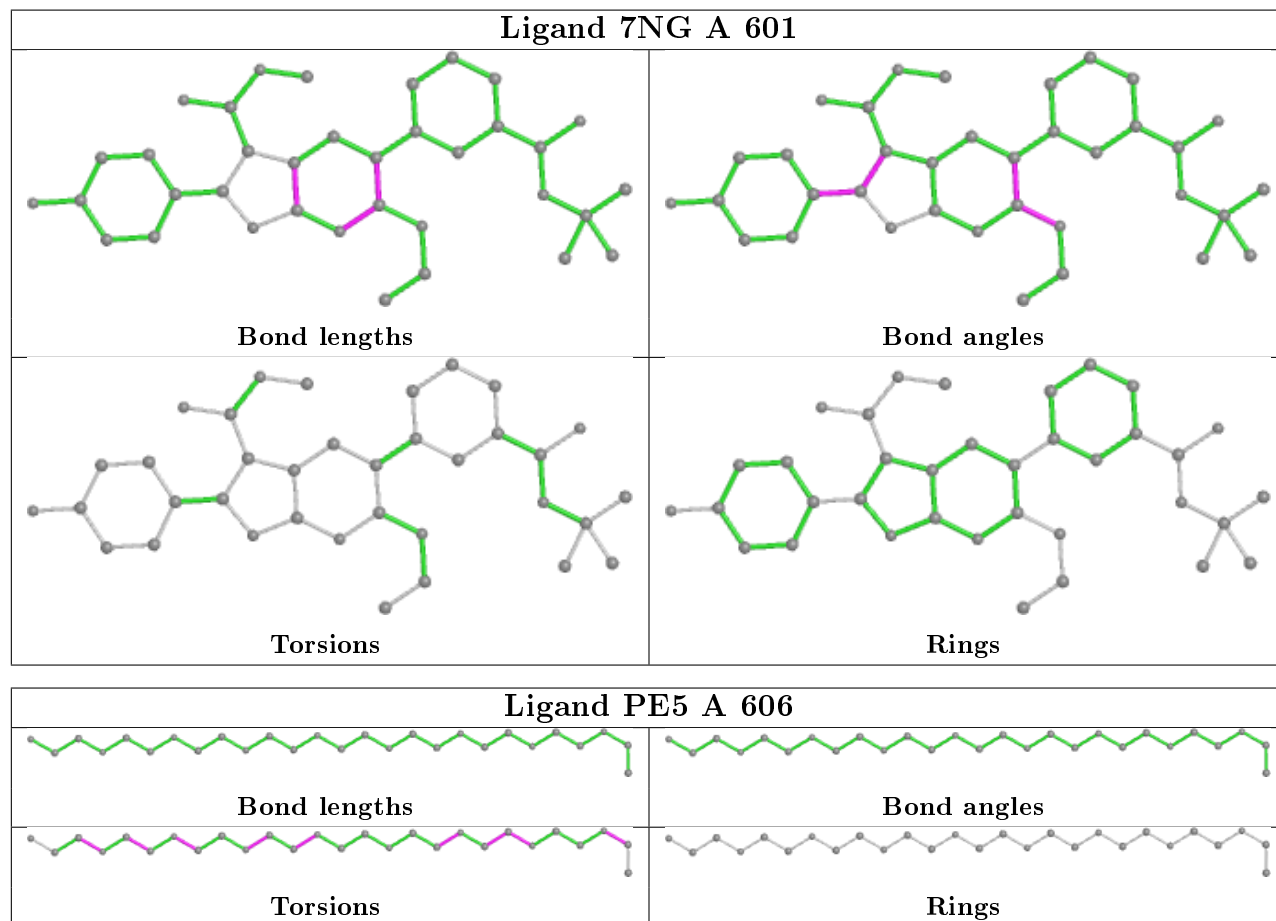 Ligand 7NG A 601
Bond lengths
Bond angles
Torsions
Rings
Ligand PE5 A 606
Bond lengths
Bond angles
Torsions
Rings